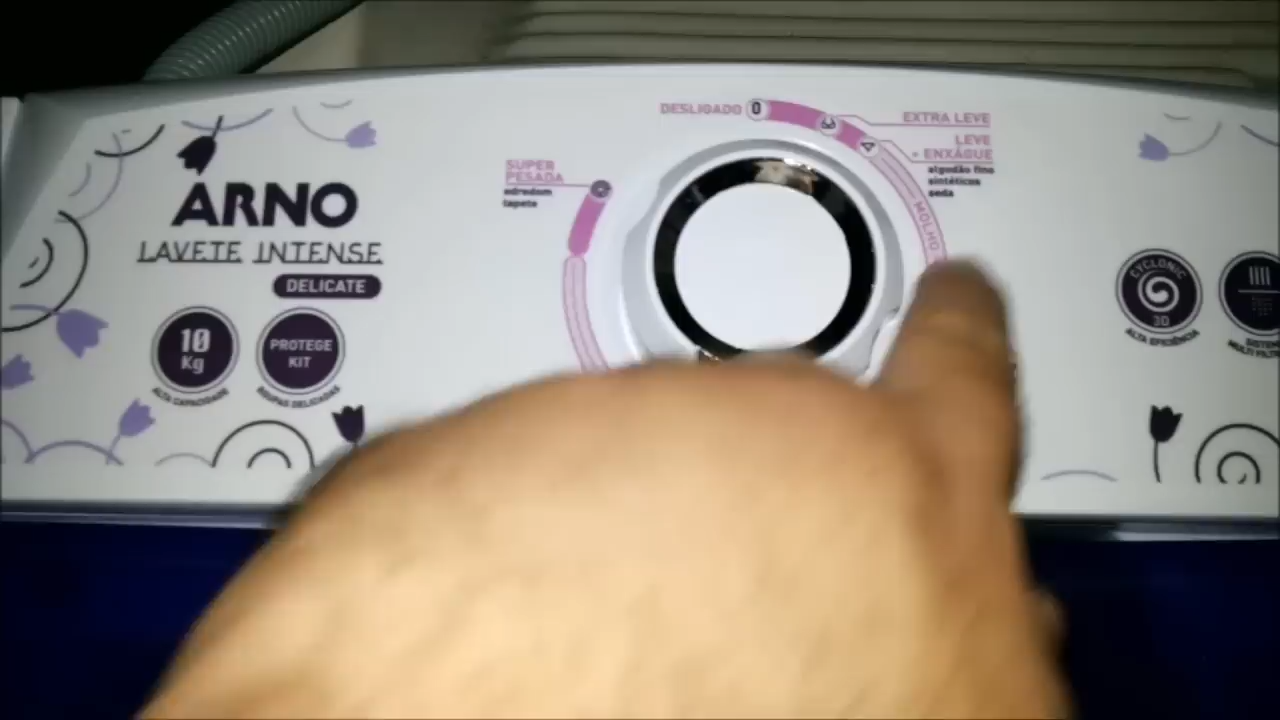 DESLIGADO 0
EXTRA LEVE
LEVE
+ ENXÁGUE
algodão fino
sintéticos
seda
MOLHO
SUPER
PESADA
edredom
tapete
ARNO
LAVETE INTENSE
DELICATE
10
Kg
ALTA CAPACIDADE
PROTEGE
KIT
ROUPAS DELICADAS
CYCLONIC
3D
ALTA EFICIÊNCIA
MULTI